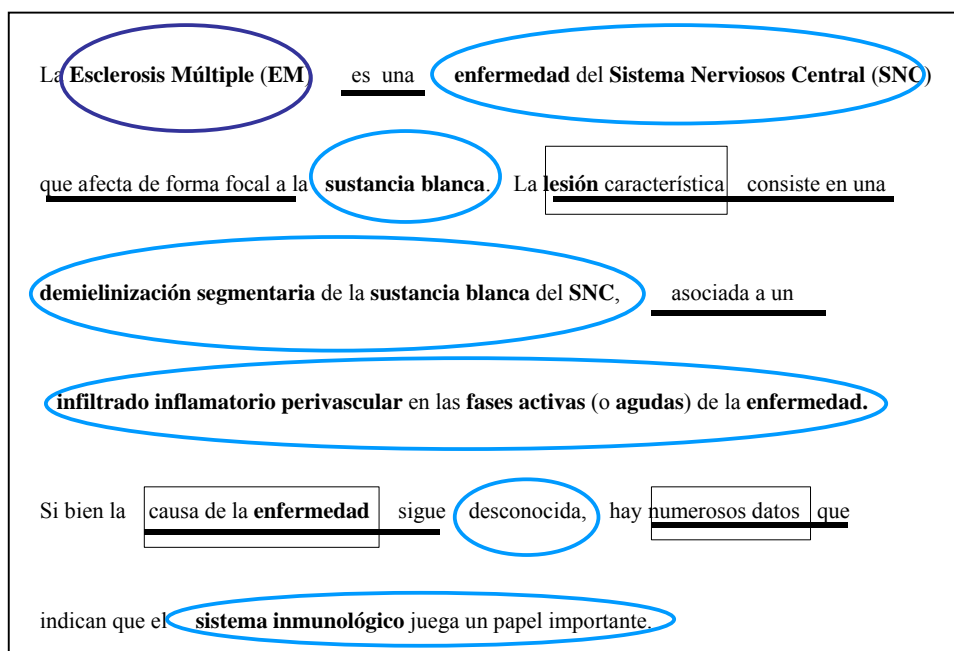 La Esclerosis Múltiple (EM) es una enfermedad del Sistema Nerviosos Central (SNC)
que afecta de forma focal a la sustancia blanca. La lesión característica consiste en una
demielinización segmentaria de la sustancia blanca del SNC, asociada a un
infiltrado inflamatorio perivascular en las fases activas (o agudas) de la enfermedad.
Si bien la causa de la enfermedad sigue desconocida, hay numerosos datos que
indican que el sistema inmunológico juega un papel importante.